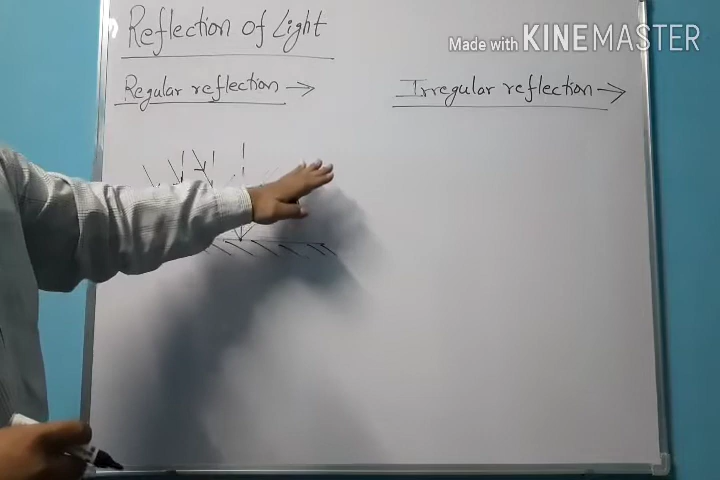 Reflection of Light
Made with KINEMASTER
Regular reflection →
Irregular reflection →